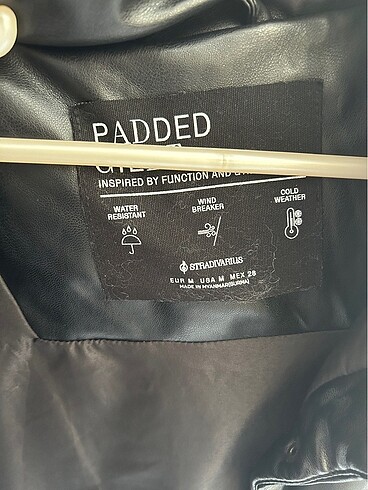 PADDED
INSPIRED BY FUNCTION AND
WATER
RESISTANT
WIND
BREAKER
COLD
WEATHER
STRADIVARIUS
EUR M USA M MEX 28
MADE IN MYANMAR(BURMA)